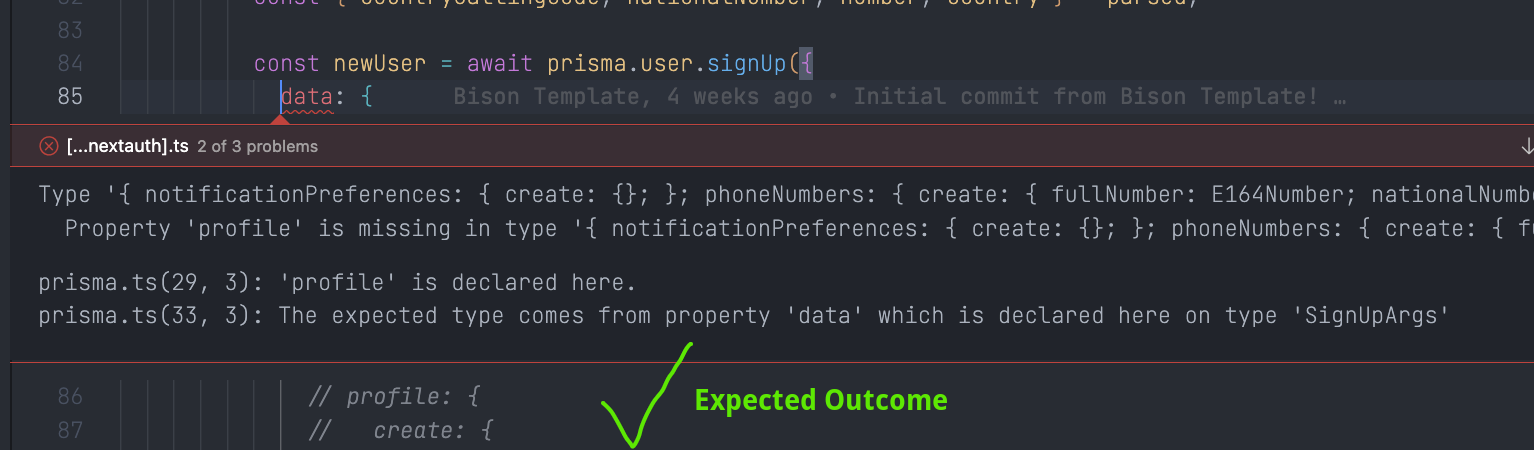 82 const { countryCallingCode, nationalNumber, number, country } = parsed;
83
84 const newUser = await prisma.user.signUp({
85 data: { Bison Template, 4 weeks ago • Initial commit from Bison Template! …
[...nextauth].ts 2 of 3 problems
Type '{ notificationPreferences: { create: {}; }; phoneNumbers: { create: { fullNumber: E164Number; nationalNumbe
Property 'profile' is missing in type '{ notificationPreferences: { create: {}; }; phoneNumbers: { create: { fu
prisma.ts(29, 3): 'profile' is declared here.
prisma.ts(33, 3): The expected type comes from property 'data' which is declared here on type 'SignUpArgs'
86 // profile: {
Expected Outcome
87 // create: {